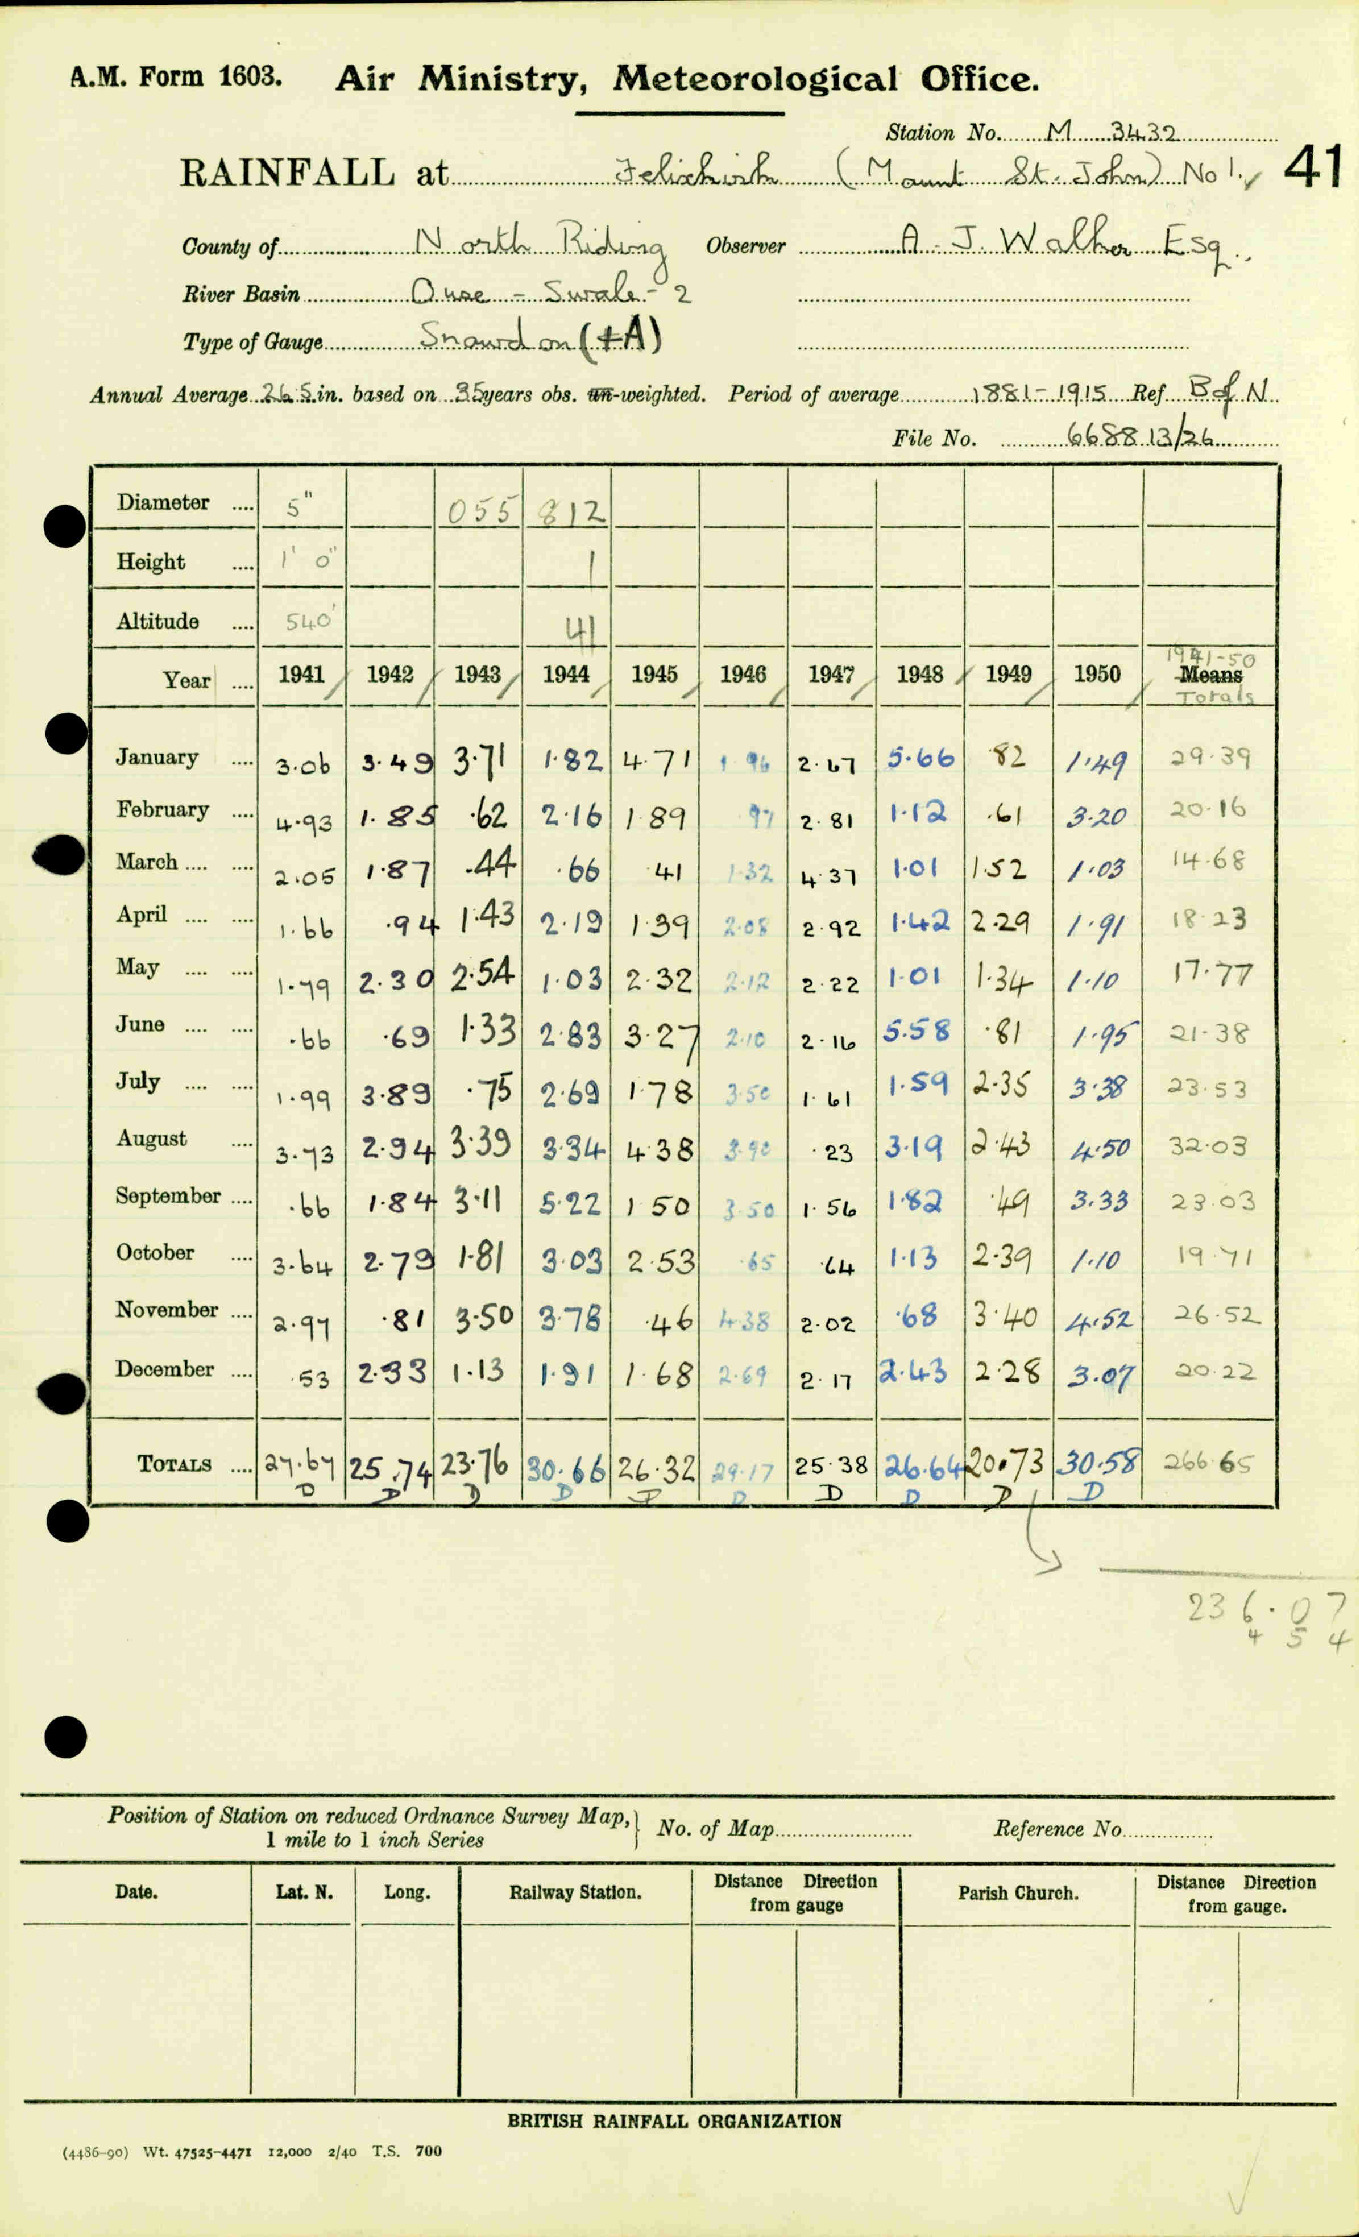 A.M. Form 1603. Air Ministry, Meteorological Office.
Station No. M 3432
RAINFALL at Felixkirk (Mount St. John) No 1. 41
County of North Riding Observer A. J. Walker Esq.
River Basin Ouse - Swale - 2
Type of Gauge Snowdon (+A)
Annual Average 26.5 in. based on 35 years obs. un-weighted. Period of average 1881-1915 Ref. B of N
File No. 6688 13/26
Diameter .... 5" 055 812
Height .... 1' 0" 1
Altitude .... 540' 41
1941-50
Year .... 1941 1942 1943 1944 1945 1946 1947 1948 1949 1950 Means
Totals
January .... 3.06 3.49 3.71 1.82 4.71 1.96 2.67 5.66 .82 1.49 29.39
February .... 4.93 1.85 .62 2.16 1.89 .97 2.81 1.12 .61 3.20 20.16
March .... .... 2.05 1.87 .44 .66 .41 1.32 4.37 1.01 1.52 1.03 14.68
April .... .... 1.66 .94 1.43 2.19 1.39 2.08 2.92 1.42 2.29 1.91 18.23
May .... .... 1.79 2.30 2.54 1.03 2.32 2.12 2.22 1.01 1.34 1.10 17.77
June .... .... .66 .69 1.33 2.83 3.27 2.10 2.16 5.58 .81 1.95 21.38
July .... .... 1.99 3.89 .75 2.69 1.78 3.50 1.61 1.59 2.35 3.38 23.53
August .... 3.73 2.94 3.39 3.34 4.38 3.90 .23 3.19 2.43 4.50 32.03
September .... .66 1.84 3.11 5.22 1.50 3.50 1.56 1.82 .49 3.33 23.03
October .... 3.64 2.79 1.81 3.03 2.53 .65 .64 1.13 2.39 1.10 19.71
November .... 2.97 .81 3.50 3.78 .46 4.38 2.02 .68 3.40 4.52 26.52
December .... .53 2.33 1.13 1.91 1.68 2.69 2.17 2.43 2.28 3.07 20.22
TOTALS .... 27.67 25.74 23.76 30.66 26.32 29.17 25.38 26.64 20.73 30.58 266.65
D D D D D D D D D D
236.07
4 5 4
Position of Station on reduced Ordnance Survey Map, 1 mile to 1 inch Series } No. of Map Reference No.
Date. Lat. N. Long. Railway Station. Distance Direction from gauge Parish Church. Distance Direction from gauge.
BRITISH RAINFALL ORGANIZATION
(4486-90) Wt. 47525-4471 12,000 2/40 T.S. 700